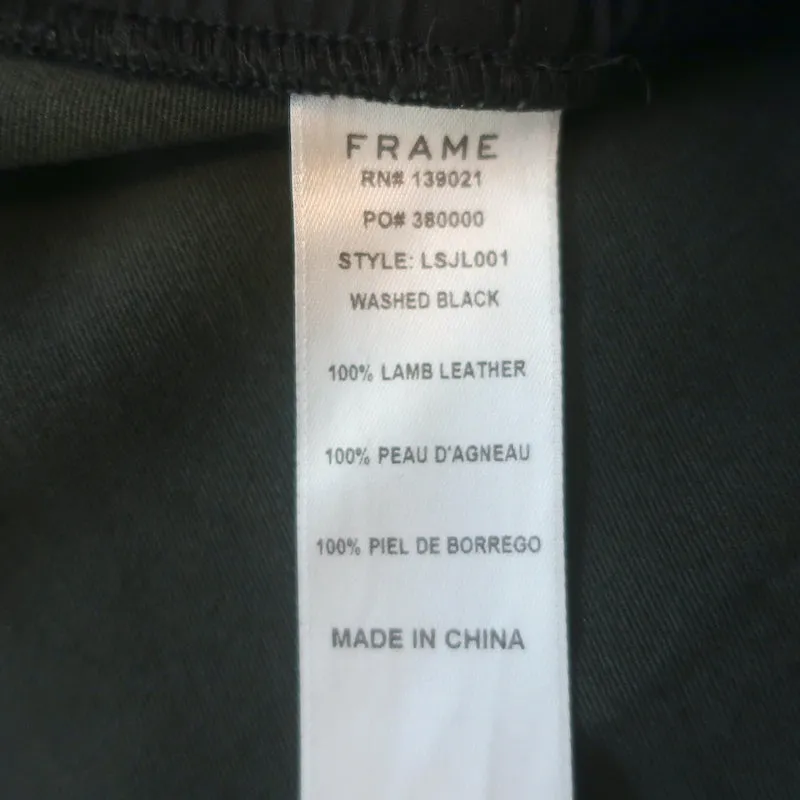 FRAME
RN# 139021
PO# 380000
STYLE: LSJL001
WASHED BLACK
100% LAMB LEATHER
100% PEAU D'AGNEAU
100% PIEL DE BORREGO
MADE IN CHINA